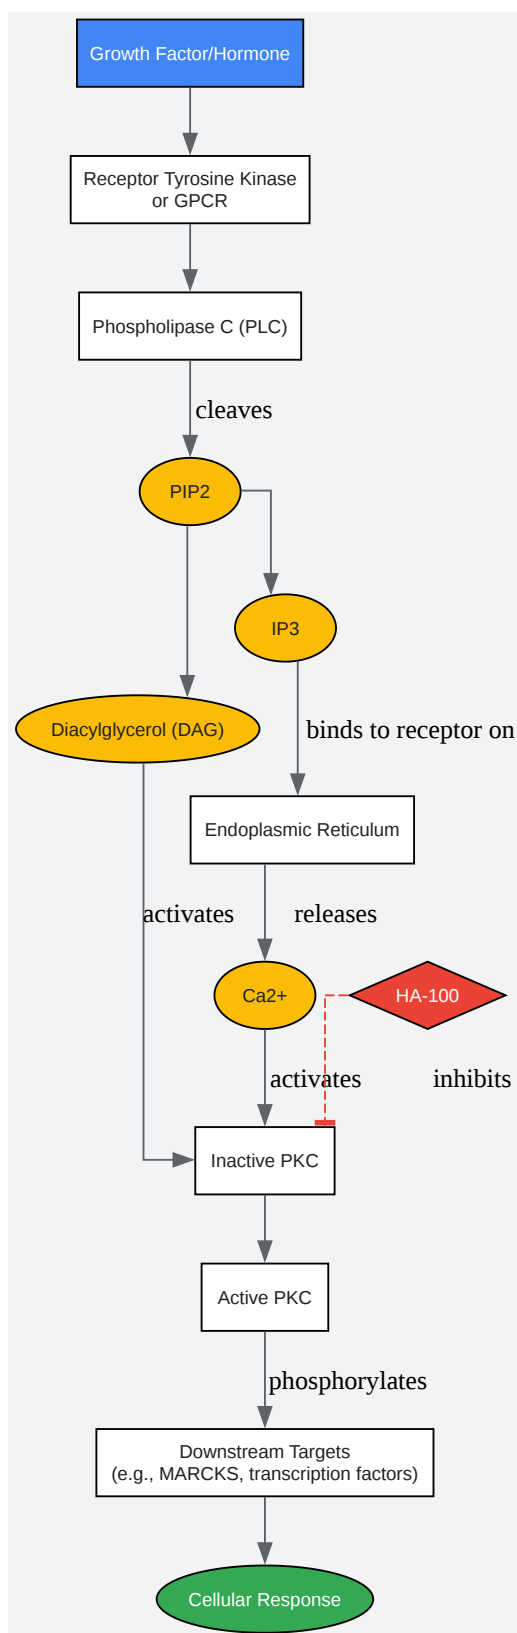 Growth Factor/Hormone
Receptor Tyrosine Kinase
or GPCR
Phospholipase C (PLC)
cleaves
PIP2
IP3
Diacylglycerol (DAG)
binds to receptor on
Endoplasmic Reticulum
activates
releases
Ca2+
HA-100
activates
inhibits
Inactive PKC
Active PKC
phosphorylates
Downstream Targets
(e.g., MARCKS, transcription factors)
Cellular Response